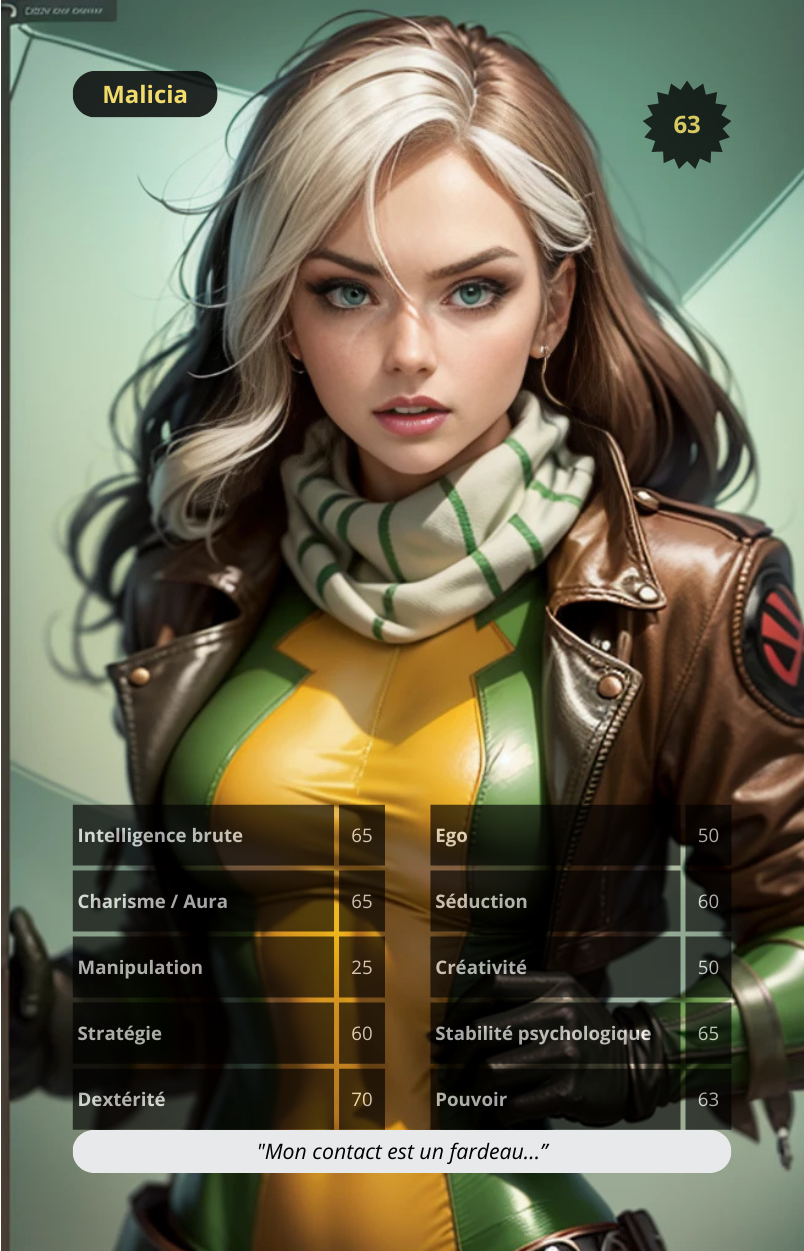 Malicia
63
Intelligence brute 65
Charisme / Aura 65
Manipulation 25
Stratégie 60
Dextérité 70
Ego 50
Séduction 60
Créativité 50
Stabilité psychologique 65
Pouvoir 63
"Mon contact est un fardeau...”